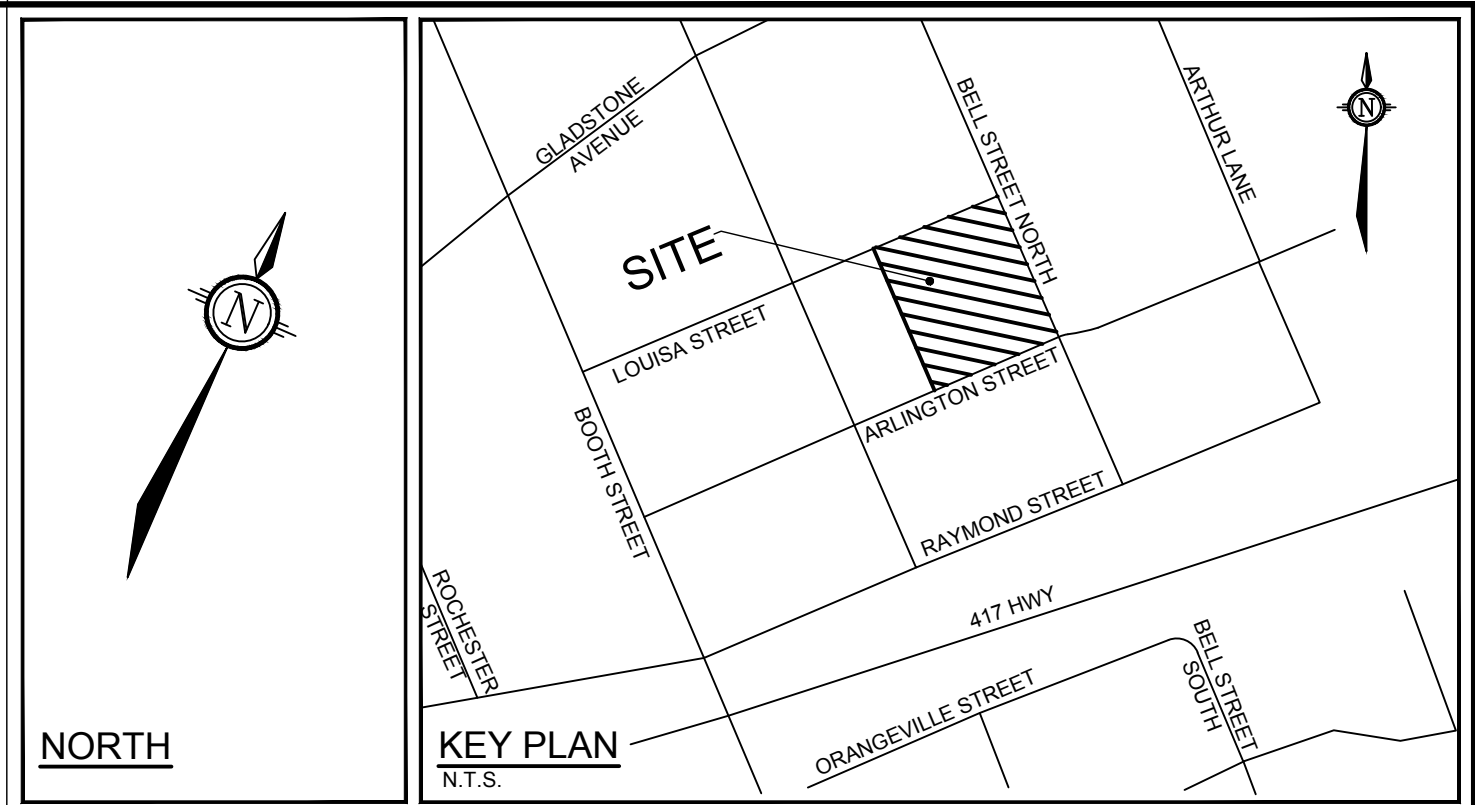 N
NORTH
GLADSTONE
AVENUE
BELL STREET NORTH
ARTHUR LANE
N
SITE
LOUISA STREET
ARLINGTON STREET
BOOTH STREET
RAYMOND STREET
ROCHESTER
STREET
417 HWY
BELL STREET
SOUTH
ORANGEVILLE STREET
KEY PLAN
N.T.S.